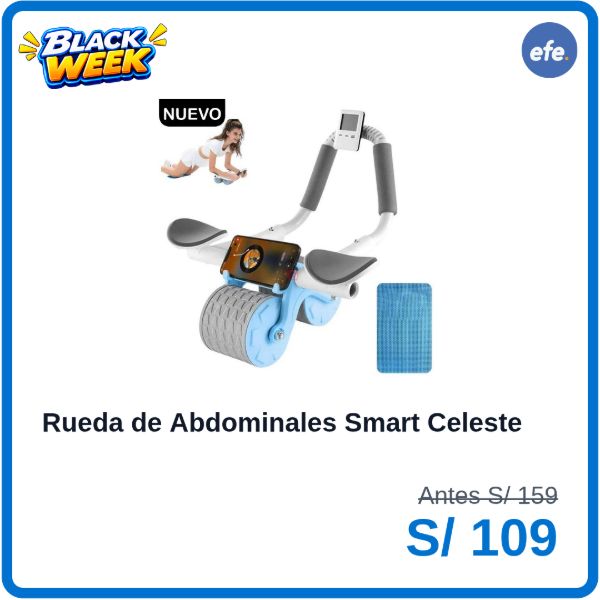 BLACK
WEEK
efe.
NUEVO
Rueda de Abdominales Smart Celeste
Antes S/ 159
S/ 109